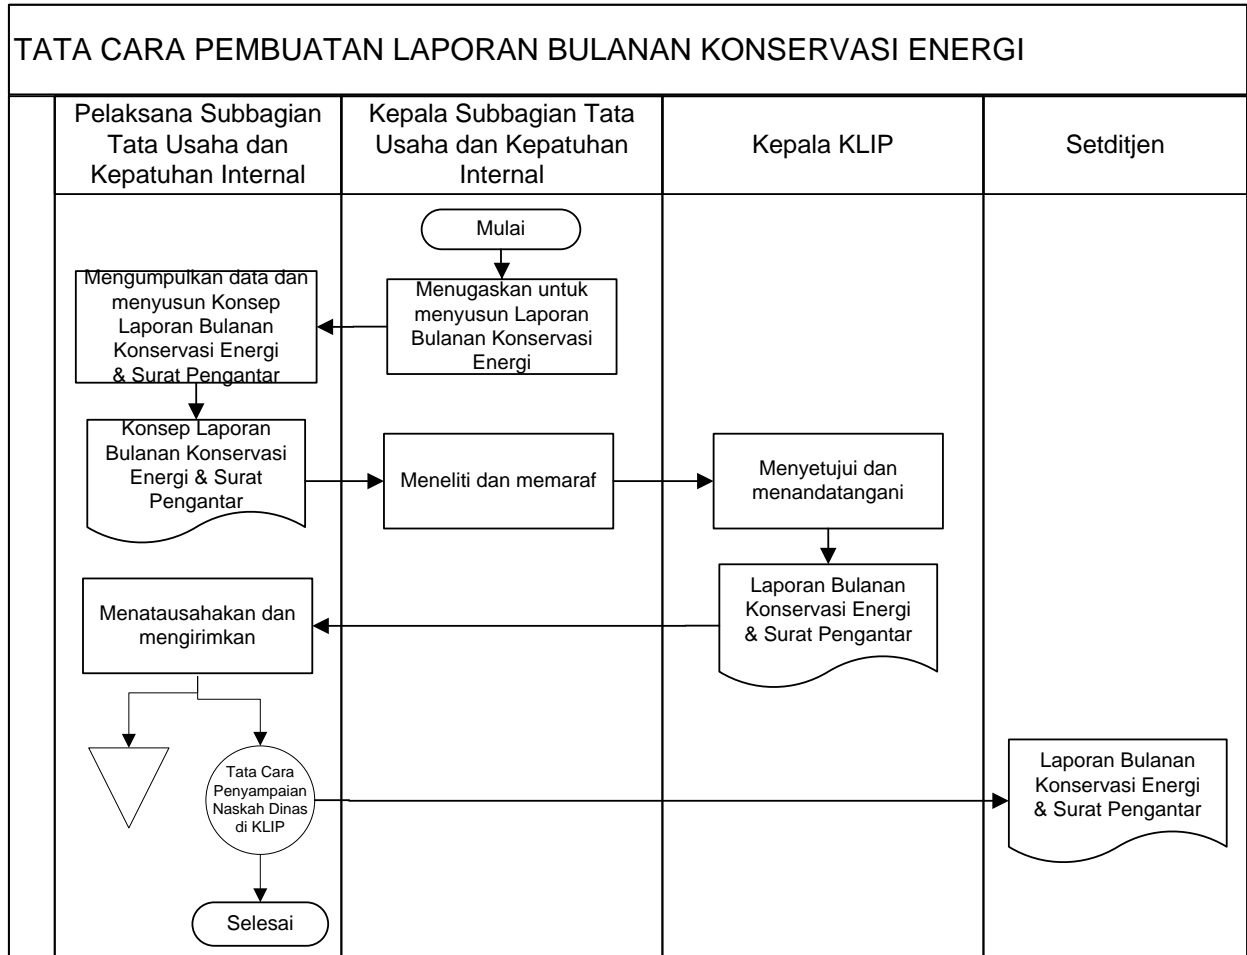 TATA CARA PEMBUATAN LAPORAN BULANAN KONSERVASI ENERGI
Pelaksana Subbagian
Tata Usaha dan
Kepatuhan Internal
Kepala Subbagian Tata
Usaha dan Kepatuhan
Internal
Kepala KLIP
Setditjen
Mulai
Menugaskan untuk
menyusun Laporan
Bulanan Konservasi
Energi
Mengumpulkan data dan
menyusun Konsep
Laporan Bulanan
Konservasi Energi
& Surat Pengantar
Konsep Laporan
Bulanan Konservasi
Energi & Surat
Pengantar
Meneliti dan memaraf
Menyetujui dan
menandatangani
Laporan Bulanan
Konservasi Energi
& Surat Pengantar
Menatausahakan dan
mengirimkan
Tata Cara
Penyampaian
Naskah Dinas
di KLIP
Laporan Bulanan
Konservasi Energi
& Surat Pengantar
Selesai